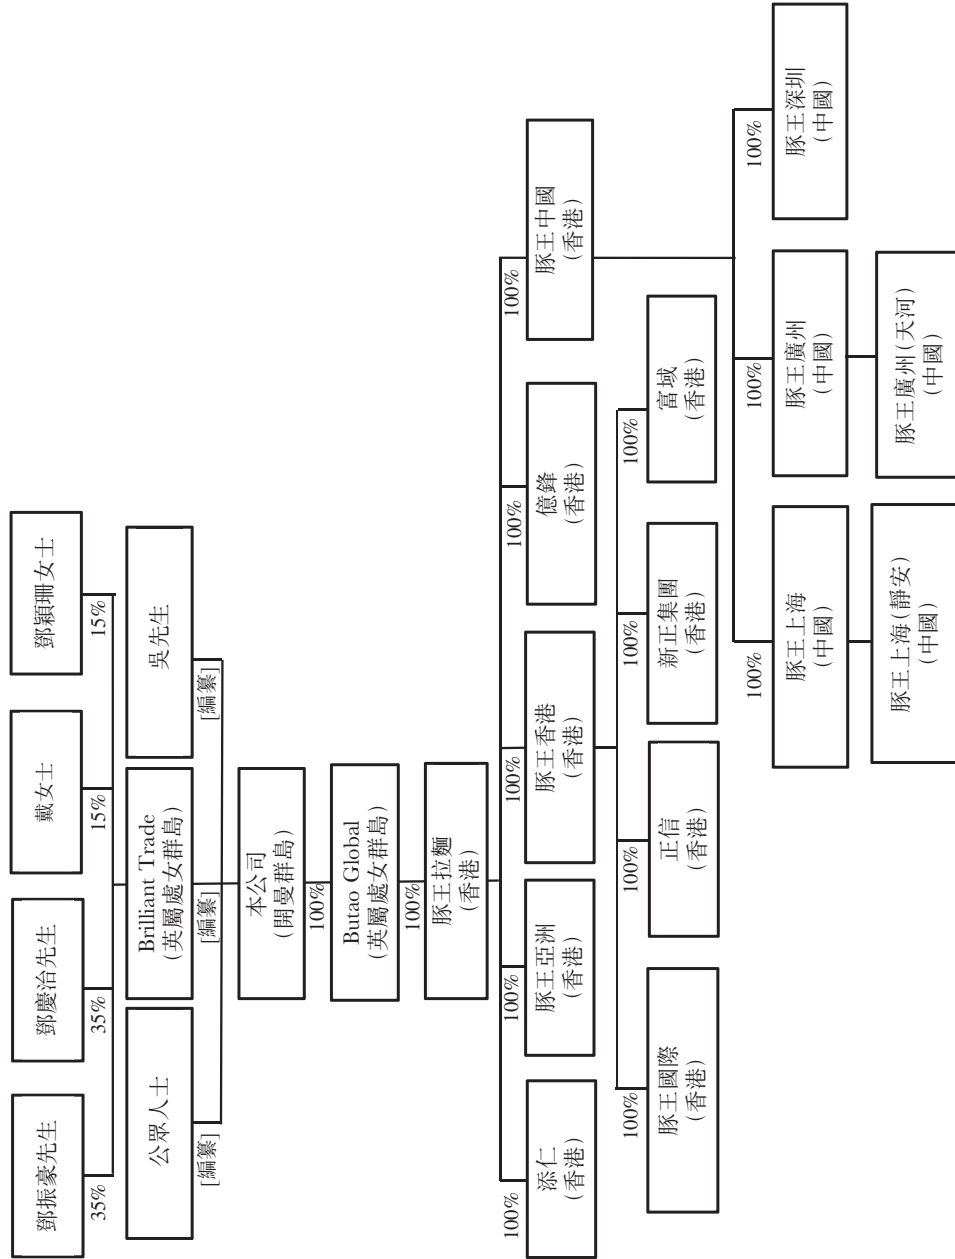 鄧振豪先生
鄧慶治先生
戴女士
鄧穎珊女士
35%
35%
15%
15%
公眾人士
Brilliant Trade
(英屬處女群島)
吳先生
[編纂]
[編纂]
[編纂]
本公司
(開曼群島)
100%
Butao Global
(英屬處女群島)
100%
豚王拉麵
(香港)
100%
100%
100%
100%
100%
添仁
(香港)
豚王亞洲
(香港)
豚王香港
(香港)
億鋒
(香港)
豚王中國
(香港)
100%
100%
100%
100%
豚王國際
(香港)
正信
(香港)
新正集團
(香港)
富域
(香港)
100%
100%
100%
豚王上海
(中國)
豚王廣州
(中國)
豚王深圳
(中國)
豚王上海(靜安)
(中國)
豚王廣州(天河)
(中國)